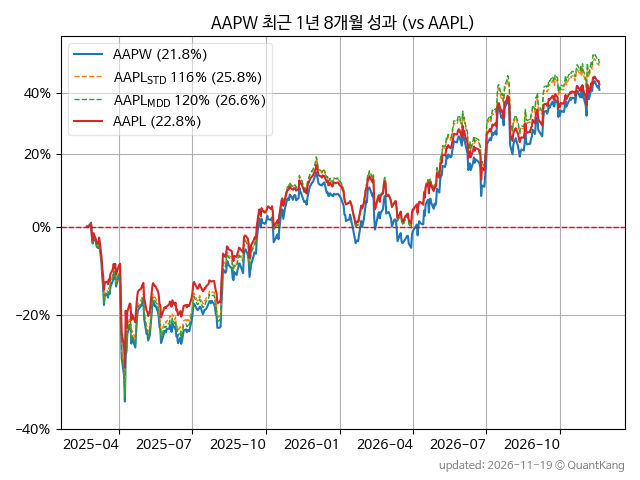 AAPW 최근 1년 8개월 성과 (vs AAPL)
AAPW (21.8%)
AAPL_STD 116% (25.8%)
AAPL_MDD 120% (26.6%)
AAPL (22.8%)
40%
20%
0%
−20%
−40%
2025-04 2025-07 2025-10 2026-01 2026-04 2026-07 2026-10
updated: 2026-11-19 © QuantKang